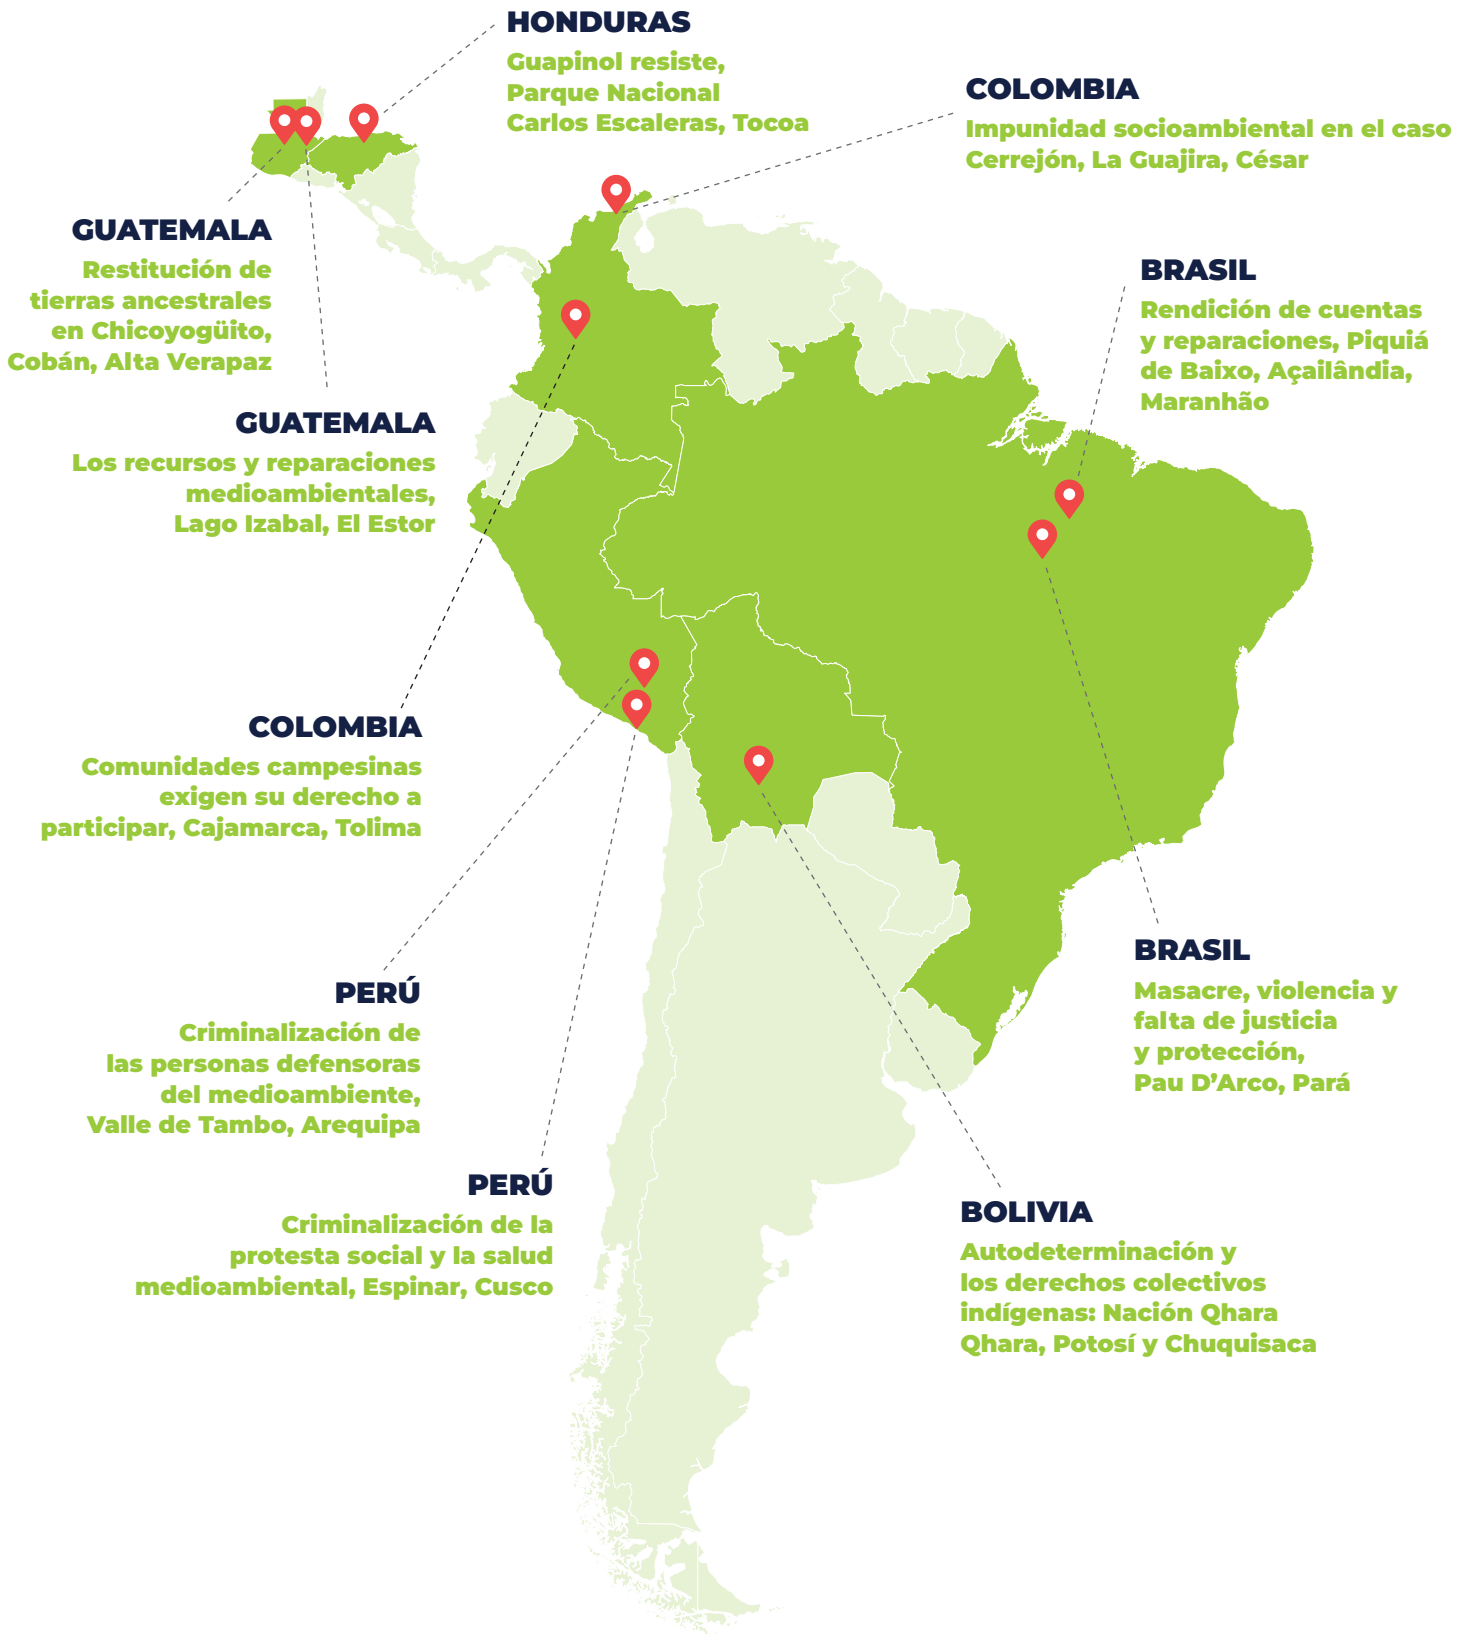 HONDURAS
Guapinol resiste,
Parque Nacional
Carlos Escaleras, Tocoa
COLOMBIA
Impunidad socioambiental en el caso
Cerrejón, La Guajira, César
GUATEMALA
Restitución de
tierras ancestrales
en Chicoyogüito,
Cobán, Alta Verapaz
BRASIL
Rendición de cuentas
y reparaciones, Piquiá
de Baixo, Açailândia,
Maranhão
GUATEMALA
Los recursos y reparaciones
medioambientales,
Lago Izabal, El Estor
COLOMBIA
Comunidades campesinas
exigen su derecho a
participar, Cajamarca, Tolima
BRASIL
Masacre, violencia y
falta de justicia
y protección,
Pau D’Arco, Pará
PERÚ
Criminalización de
las personas defensoras
del medioambiente,
Valle de Tambo, Arequipa
PERÚ
Criminalización de la
protesta social y la salud
medioambiental, Espinar, Cusco
BOLIVIA
Autodeterminación y
los derechos colectivos
indígenas: Nación Qhara
Qhara, Potosí y Chuquisaca